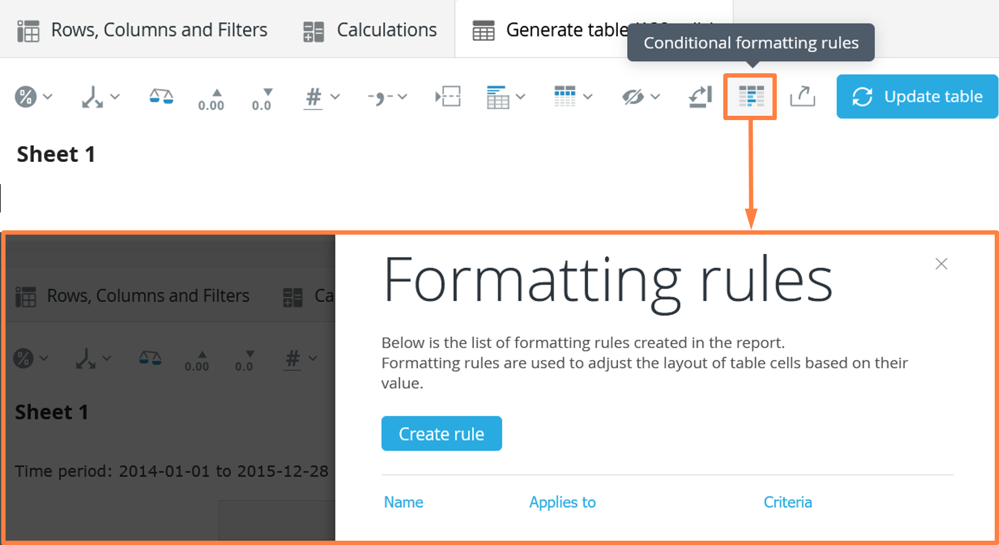 Rows, Columns and Filters
Calculations
Generate table
Conditional formatting rules
%
0.00
0.0
#
-,-
Update table
Sheet 1
Rows, Columns and Filters
Ca
%
0.00
0.0
#
Sheet 1
Time period: 2014-01-01 to 2015-12-28
Formatting rules
Below is the list of formatting rules created in the report.
Formatting rules are used to adjust the layout of table cells based on their
value.
Create rule
Name
Applies to
Criteria